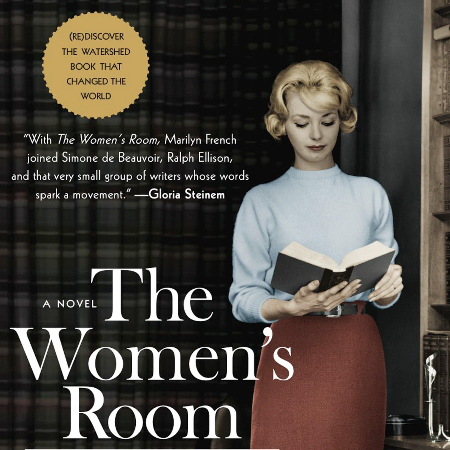 (RE)DISCOVER
THE WATERSHED
BOOK THAT
CHANGED THE
WORLD
"With The Women's Room, Marilyn French
joined Simone de Beauvoir, Ralph Ellison,
and that very small group of writers whose words
spark a movement." —Gloria Steinem
A NOVEL
The
Women's
Room